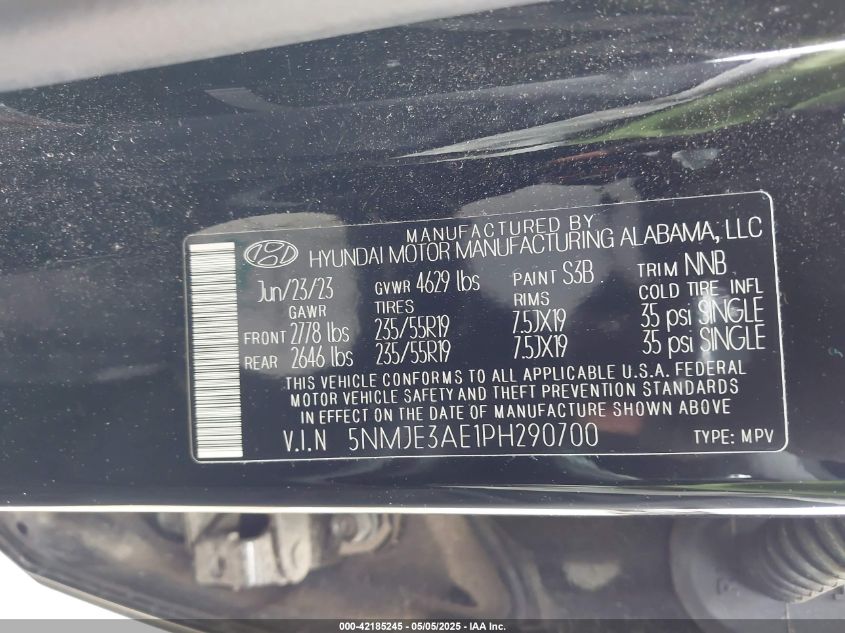 MANUFACTURED BY
HYUNDAI MOTOR MANUFACTURING ALABAMA, LLC
Jun/23/23 GVWR 4629 lbs PAINT S3B TRIM NNB
GAWR TIRES RIMS COLD TIRE INFL
FRONT 2778 lbs 235/55R19 7.5JX19 35 psi SINGLE
REAR 2646 lbs 235/55R19 7.5JX19 35 psi SINGLE
THIS VEHICLE CONFORMS TO ALL APPLICABLE U.S.A. FEDERAL
MOTOR VEHICLE SAFETY AND THEFT PREVENTION STANDARDS
IN EFFECT ON THE DATE OF MANUFACTURE SHOWN ABOVE.
V.I.N 5NMJE3AE1PH290700 TYPE: MPV
000-42185245 - 05/05/2025 - IAA Inc.